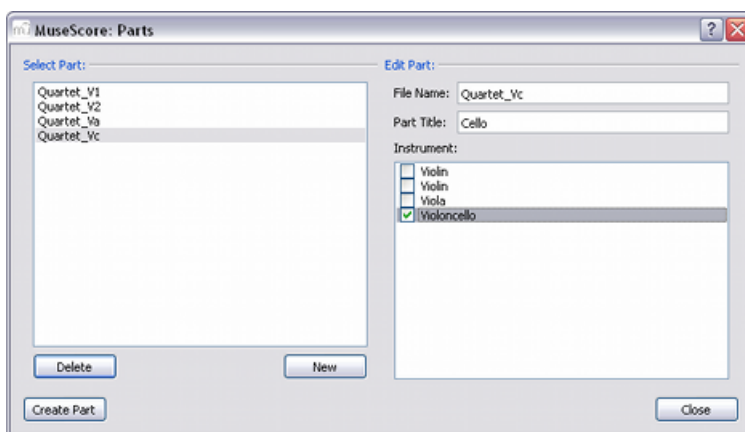 MuseScore: Parts
Select Part:
Quartet_V1
Quartet_V2
Quartet_Va
Quartet_Vc
Delete
New
Create Part
Edit Part:
File Name: Quartet_Vc
Part Title: Cello
Instrument:
Violin
Violin
Viola
Violoncello
Close